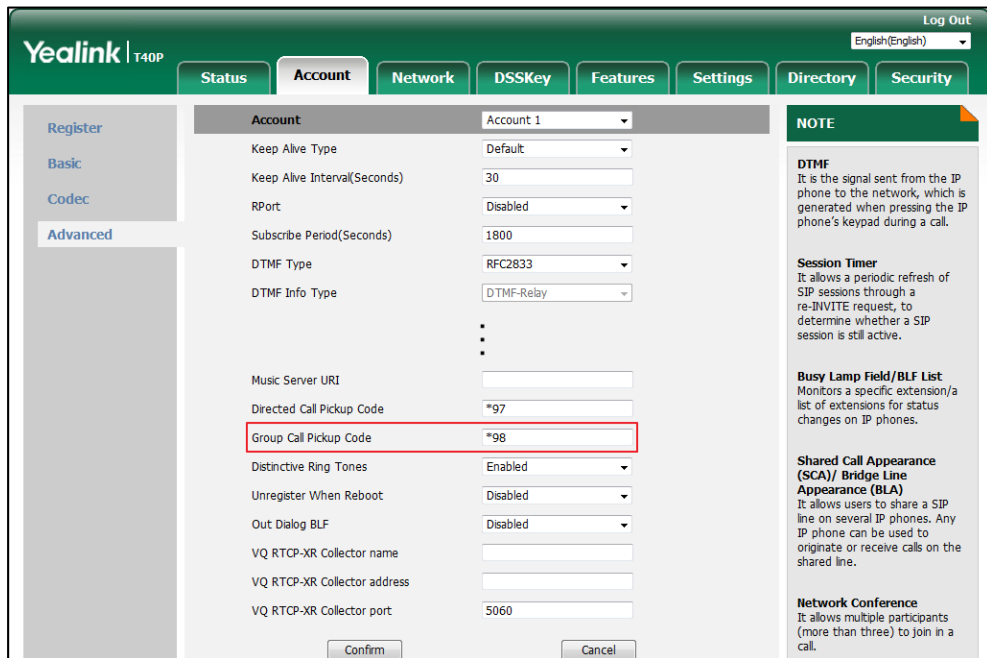 Log Out
English(English)
Yealink | T40P
Status Account Network DSSKey Features Settings Directory Security
Register
Basic
Codec
Advanced
Account Account 1
Keep Alive Type Default
Keep Alive Interval(Seconds) 30
RPort Disabled
Subscribe Period(Seconds) 1800
DTMF Type RFC2833
DTMF Info Type DTMF-Relay
Music Server URI
Directed Call Pickup Code *97
Group Call Pickup Code *98
Distinctive Ring Tones Enabled
Unregister When Reboot Disabled
Out Dialog BLF Disabled
VQ RTCP-XR Collector name
VQ RTCP-XR Collector address
VQ RTCP-XR Collector port 5060
Confirm Cancel
NOTE
DTMF
It is the signal sent from the IP
phone to the network, which is
generated when pressing the IP
phone's keypad during a call.
Session Timer
It allows a periodic refresh of
SIP sessions through a
re-INVITE request, to
determine whether a SIP
session is still active.
Busy Lamp Field/BLF List
Monitors a specific extension/a
list of extensions for status
changes on IP phones.
Shared Call Appearance
(SCA)/ Bridge Line
Appearance (BLA)
It allows users to share a SIP
line on several IP phones. Any
IP phone can be used to
originate or receive calls on the
shared line.
Network Conference
It allows multiple participants
(more than three) to join in a
call.